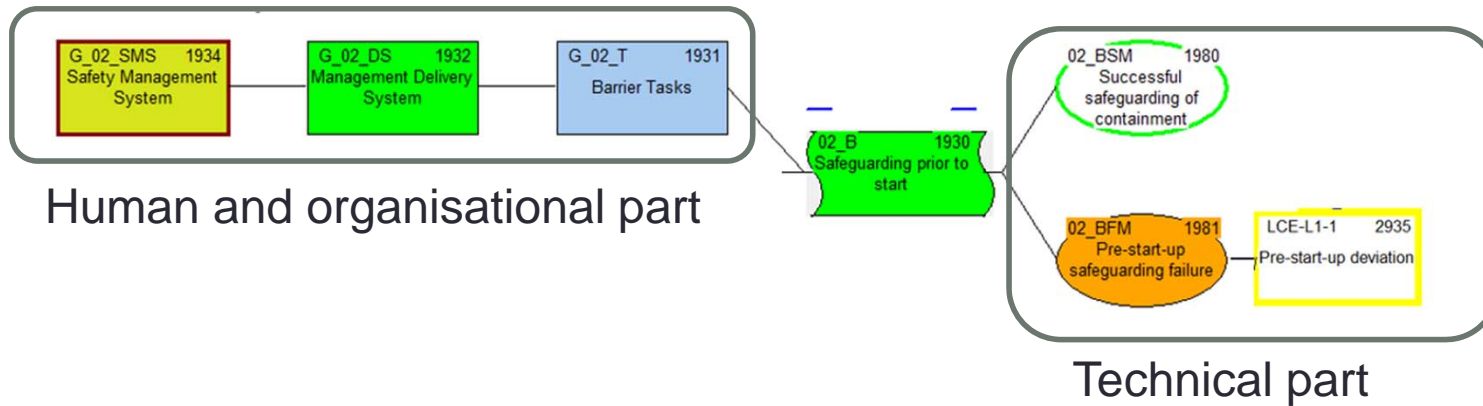 G_02_SMS 1934
Safety Management
System
G_02_DS 1932
Management Delivery
System
G_02_T 1931
Barrier Tasks
Human and organisational part
02_B 1930
Safeguarding prior to
start
02_BSM 1980
Successful
safeguarding of
containment
02_BFM 1981
Pre-start-up
safeguarding failure
LCE-L1-1 2935
Pre-start-up deviation
Technical part